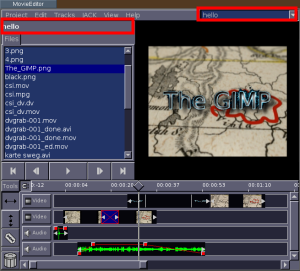 MovieEditor
Project Edit Tracks JACK View Help
hello
hello
Files
3.png
4.png
The_GIMP.png
black.png
csi.mov
csi.mpg
csi_dv.dv
csi_dv.mov
dvgrab-001.mov
dvgrab-001_done.avi
dvgrab-001_done.mov
dvgrab-001_ed.mov
karte sweg.avi
The GIMP
Tools
C
0:-12 00:00:04 00:00:20 00:00:37 00:00:53 00:01:10
Video
Video
Audio
Audio